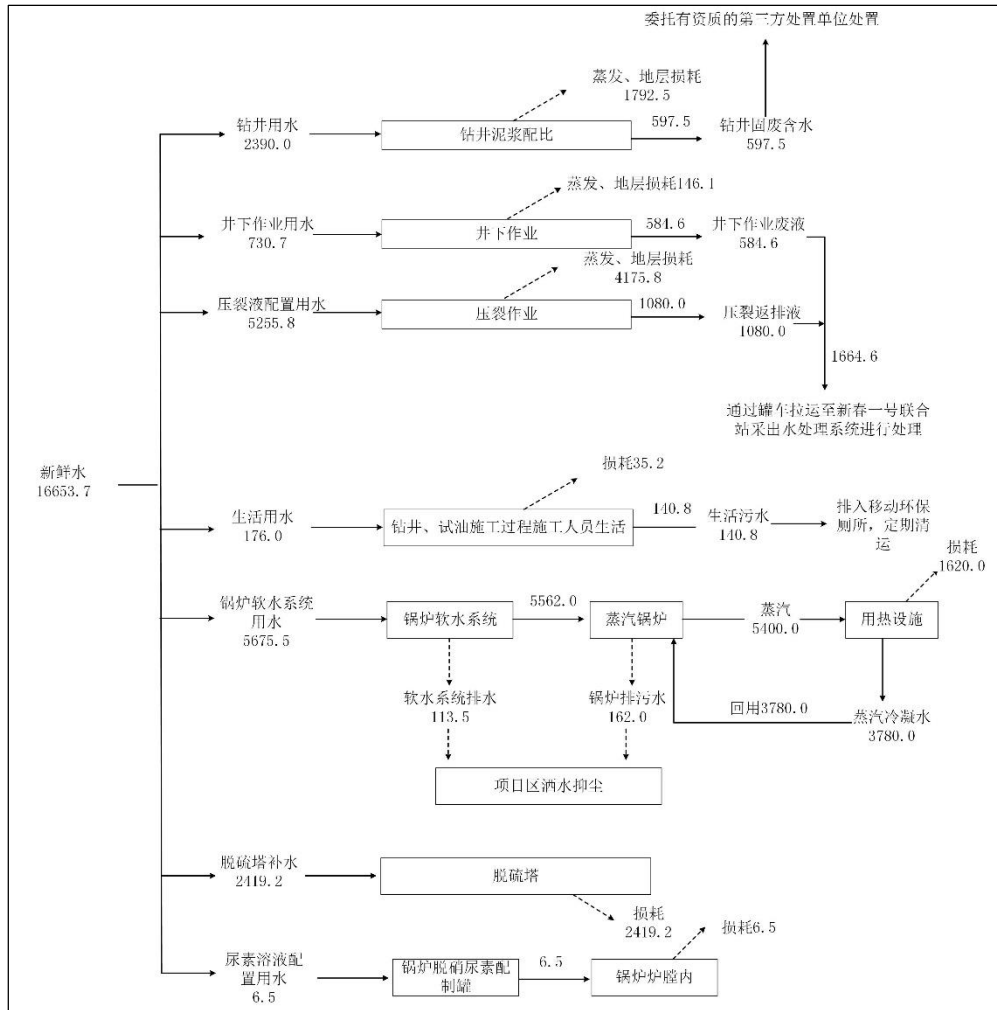 委托有资质的第三方处置单位处置
蒸发、地层损耗
1792.5
钻井用水
2390.0
钻井泥浆配比
597.5
钻井固废含水
597.5
蒸发、地层损耗146.1
井下作业用水
730.7
井下作业
584.6
井下作业废液
584.6
蒸发、地层损耗
4175.8
压裂液配置用水
5255.8
压裂作业
1080.0
压裂返排液
1080.0
1664.6
通过罐车拉运至新春一号联合
站采出水处理系统进行处理
新鲜水
16653.7
损耗35.2
生活用水
176.0
钻井、试油施工过程施工人员生活
140.8
生活污水
140.8
排入移动环保
厕所，定期清
运
损耗
1620.0
锅炉软水系统
用水
5675.5
锅炉软水系统
5562.0
蒸汽锅炉
蒸汽
5400.0
用热设施
软水系统排水
113.5
锅炉排污水
162.0
回用3780.0
蒸汽冷凝水
3780.0
项目区洒水抑尘
脱硫塔补水
2419.2
脱硫塔
损耗
2419.2
损耗6.5
尿素溶液配
置用水
6.5
锅炉脱硝尿素配
制罐
6.5
锅炉炉膛内